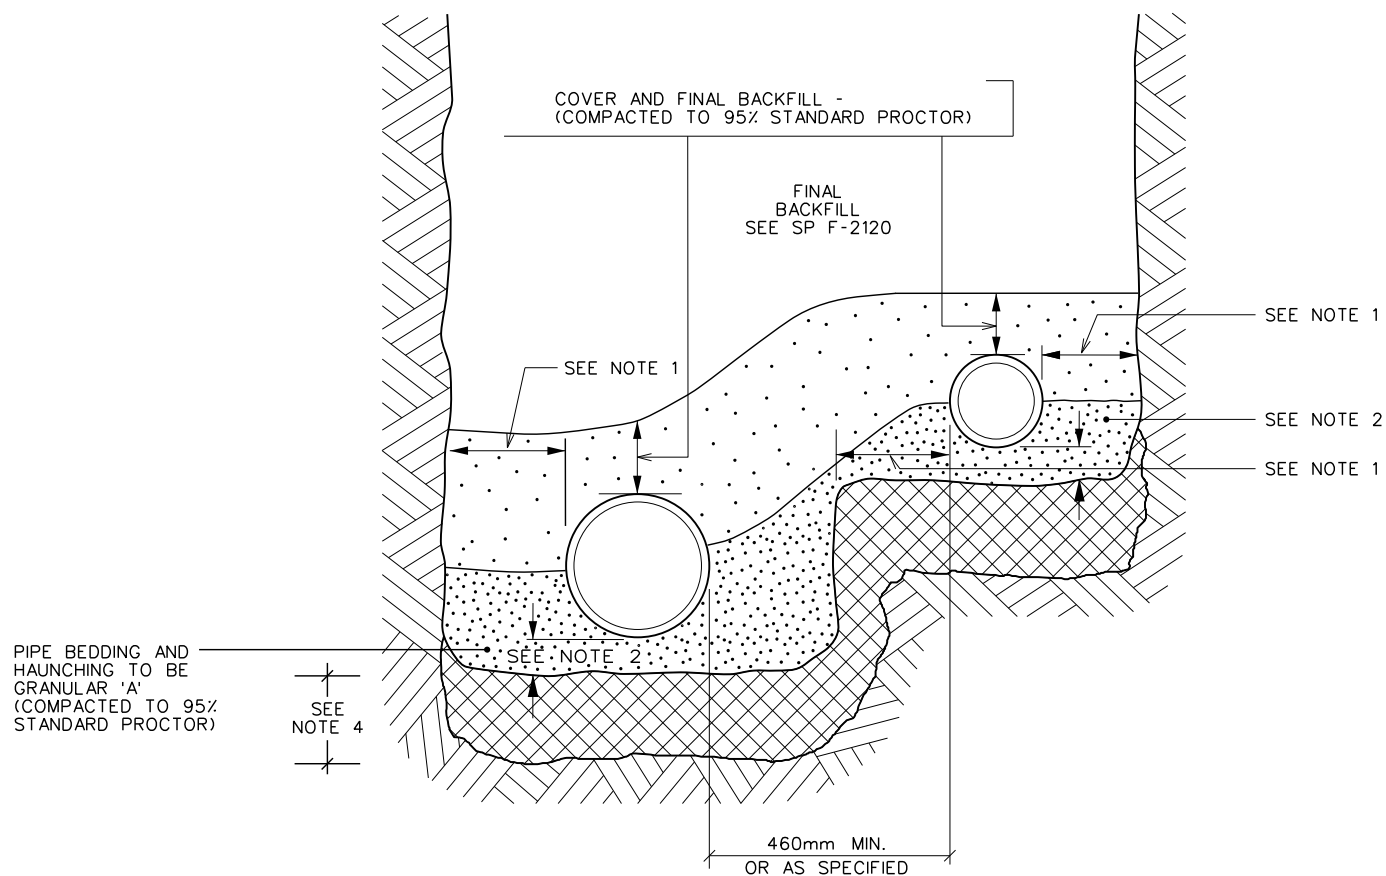 COVER AND FINAL BACKFILL -
(COMPACTED TO 95% STANDARD PROCTOR)
FINAL
BACKFILL
SEE SP F-2120
SEE NOTE 1
SEE NOTE 1
SEE NOTE 2
SEE NOTE 1
PIPE BEDDING AND
HAUNCHING TO BE
GRANULAR 'A'
(COMPACTED TO 95%
STANDARD PROCTOR)
SEE NOTE 2
SEE
NOTE 4
460mm MIN.
OR AS SPECIFIED